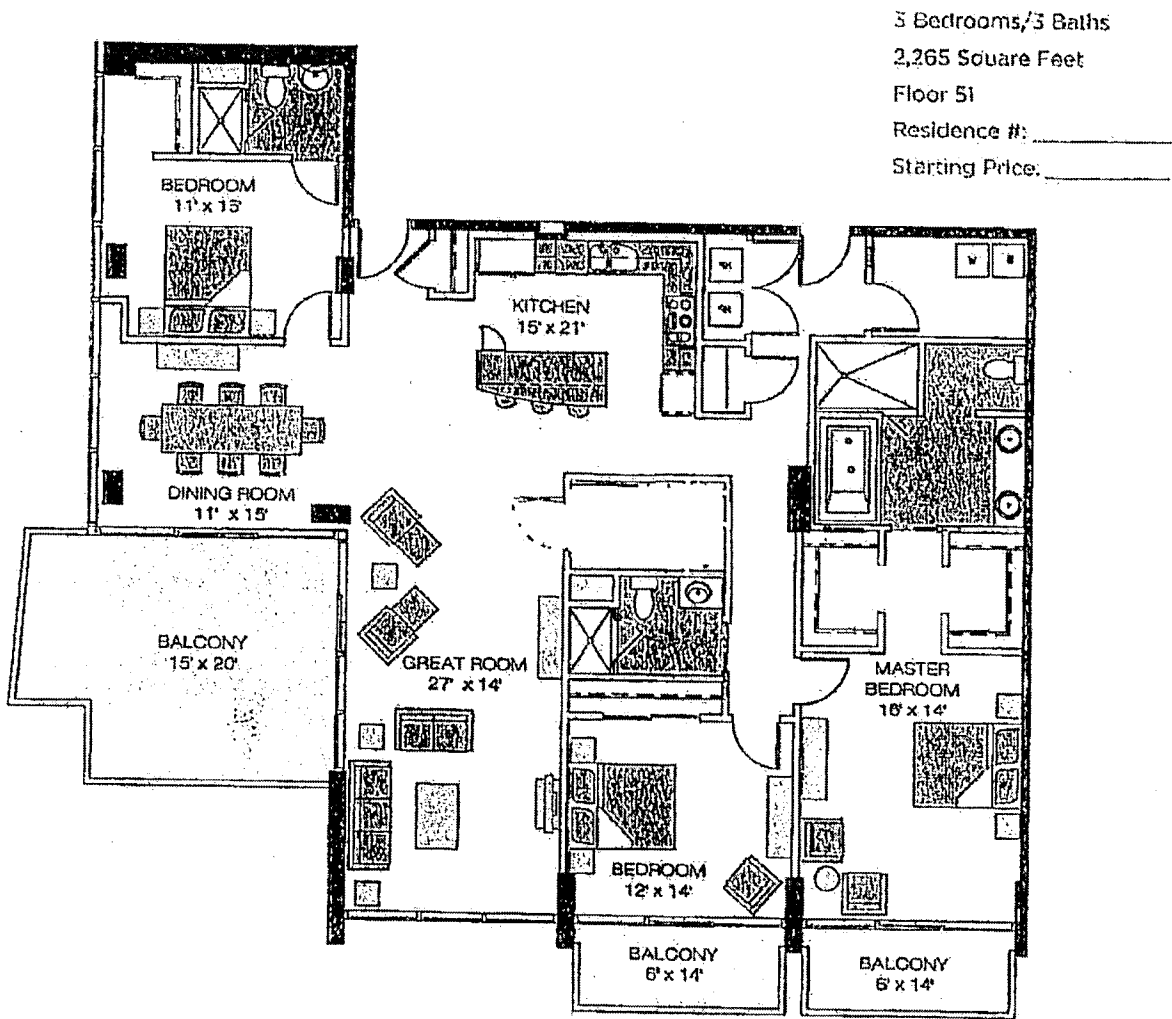 3 Bedrooms/3 Baths
2,265 Square Feet
Floor 51
Residence #:
Starting Price:
BEDROOM
11' x 15'
KITCHEN
15' x 21'
W
W
DINING ROOM
11' x 15'
BALCONY
15' x 20'
GREAT ROOM
27' x 14'
MASTER
BEDROOM
16' x 14'
BEDROOM
12' x 14'
BALCONY
6' x 14'
BALCONY
6' x 14'